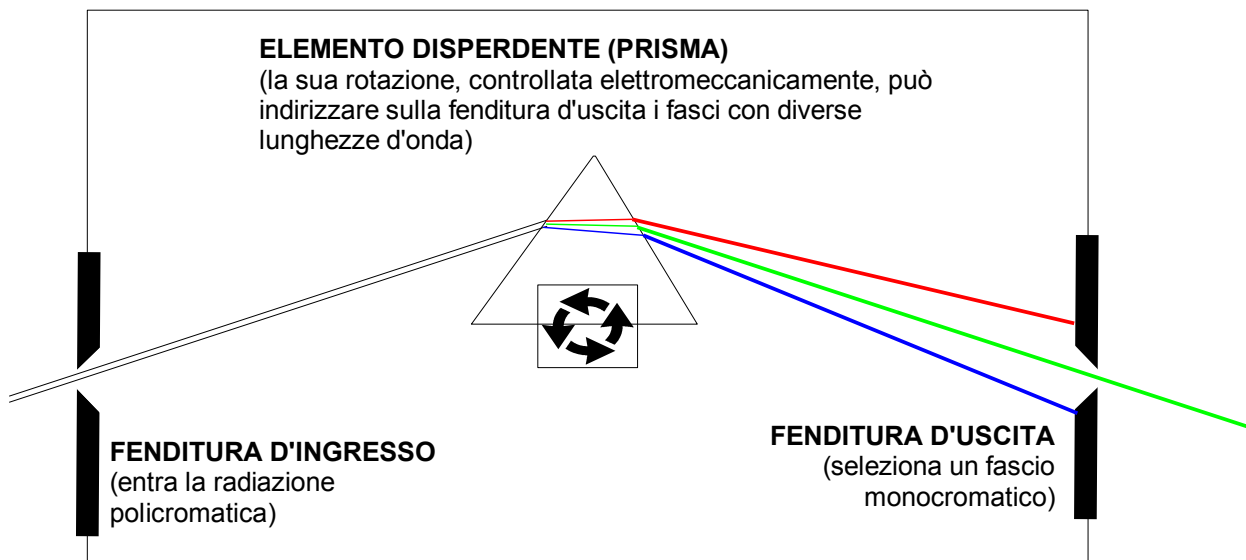 ELEMENTO DISPERDENTE (PRISMA)
(la sua rotazione, controllata elettromeccanicamente, può
indirizzare sulla fenditura d'uscita i fasci con diverse
lunghezze d'onda)
FENDITURA D'INGRESSO
(entra la radiazione
policromatica)
FENDITURA D'USCITA
(seleziona un fascio
monocromatico)